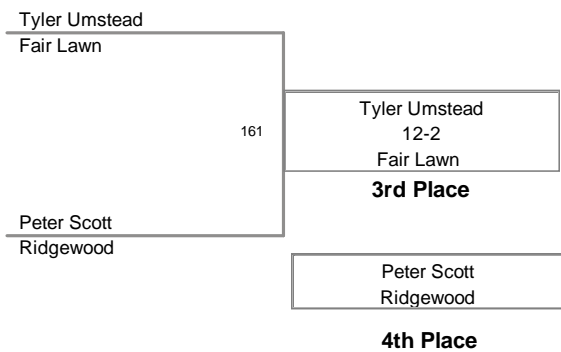 Tyler Umstead
Fair Lawn
161
Tyler Umstead
12-2
Fair Lawn
3rd Place
Peter Scott
Ridgewood
Peter Scott
Ridgewood
4th Place